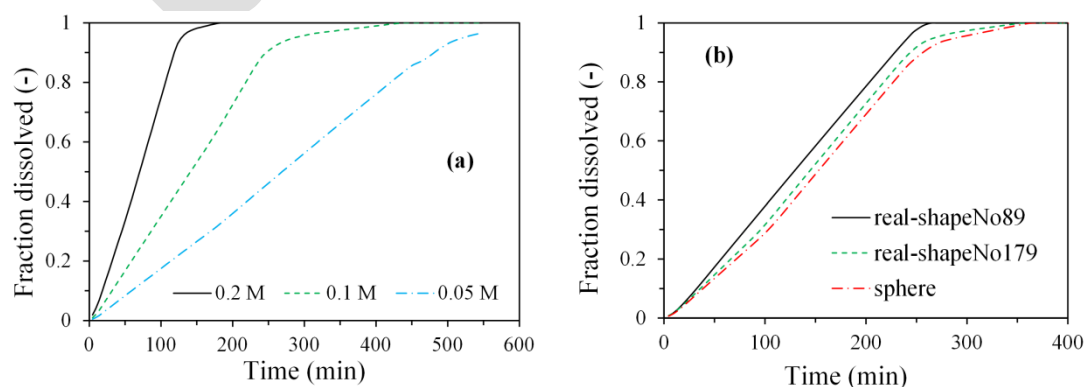 Fraction dissolved (-)
1
0.8
0.6
0.4
0.2
0
(a)
0.2 M
0.1 M
0.05 M
0 100 200 300 400 500 600
Time (min)
Fraction dissolved (-)
1
0.8
0.6
0.4
0.2
0
(b)
real-shapeNo89
real-shapeNo179
sphere
0 100 200 300 400
Time (min)